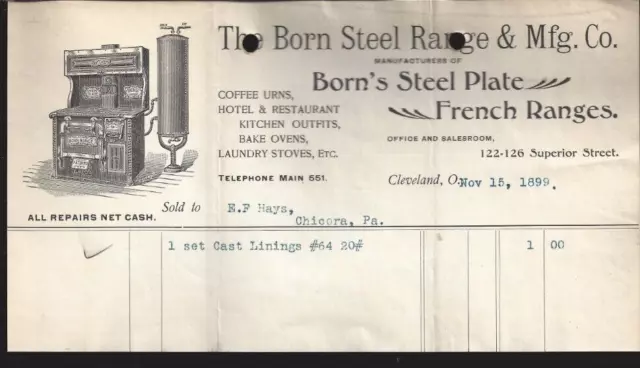 The Born Steel Range & Mfg. Co.
MANUFACTURERS OF
Born's Steel Plate
French Ranges.
COFFEE URNS,
HOTEL & RESTAURANT
KITCHEN OUTFITS,
BAKE OVENS,
LAUNDRY STOVES, ETC.
OFFICE AND SALESROOM,
122-126 Superior Street.
TELEPHONE MAIN 551.
Cleveland, O. Nov 15, 1899.
ALL REPAIRS NET CASH.
Sold to E.F Hays,
Chicora, Pa.
1 set Cast Linings #64 20# 1 00